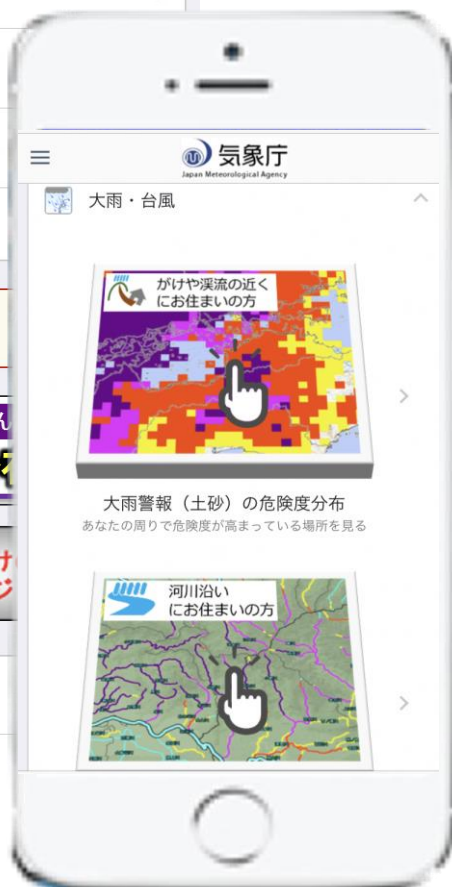 気象庁
Japan Meteorological Agency
大雨・台風
がけや渓流の近く
にお住まいの方
大雨警報（土砂）の危険度分布
あなたの周りで危険度が高まっている場所を見る
河川沿い
にお住まいの方